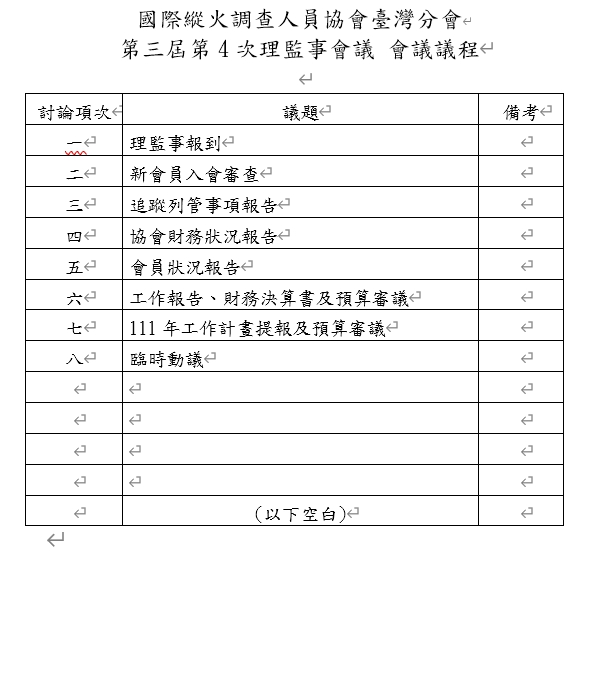 國際縱火調查人員協會臺灣分會
第三屆第 4 次理監事會議 會議議程
討論項次 議題 備考
一 理監事報到
二 新會員入會審查
三 追蹤列管事項報告
四 協會財務狀況報告
五 會員狀況報告
六 工作報告、財務決算書及預算審議
七 111 年工作計畫提報及預算審議
八 臨時動議
(以下空白)